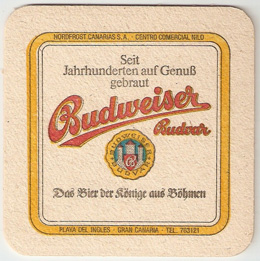 NORDFROST CANARIAS S.A. - CENTRO COMERCIAL NILO
Seit
Jahrhunderten auf Genuß
gebraut
Budweiser
Budvar
Das Bier der Könige aus Böhmen
PLAYA DEL INGLES - GRAN CANARIA - TEL. 763121